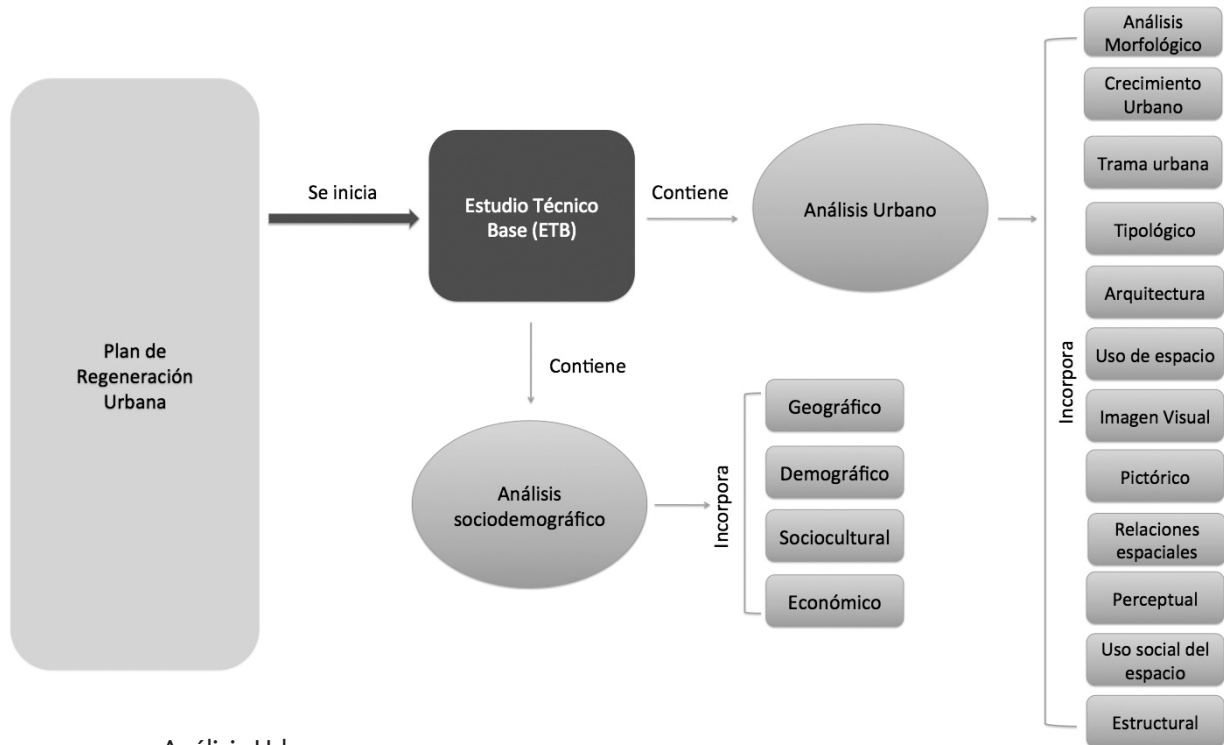 Plan de
Regeneración
Urbana
Se inicia
Estudio Técnico
Base (ETB)
Contiene
Análisis Urbano
Incorpora
Análisis
Morfológico
Crecimiento
Urbano
Trama urbana
Tipológico
Arquitectura
Uso de espacio
Imagen Visual
Pictórico
Relaciones
espaciales
Perceptual
Uso social del
espacio
Estructural
Contiene
Análisis
sociodemográfico
Incorpora
Geográfico
Demográfico
Sociocultural
Económico